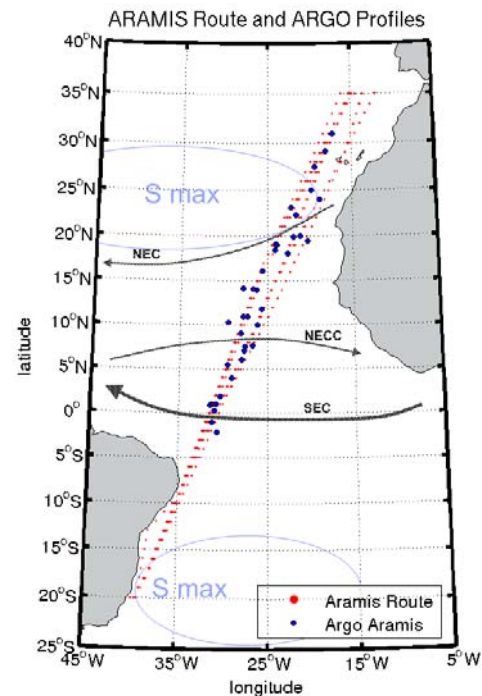 ARAMIS Route and ARGO Profiles
40°N
35°N
30°N
25°N
20°N
15°N
10°N
5°N
0°
5°S
10°S
15°S
20°S
25°S
latitude
S max
NEC
NECC
SEC
S max
Aramis Route
Argo Aramis
45°W
35°W
25°W
15°W
5°W
longitude